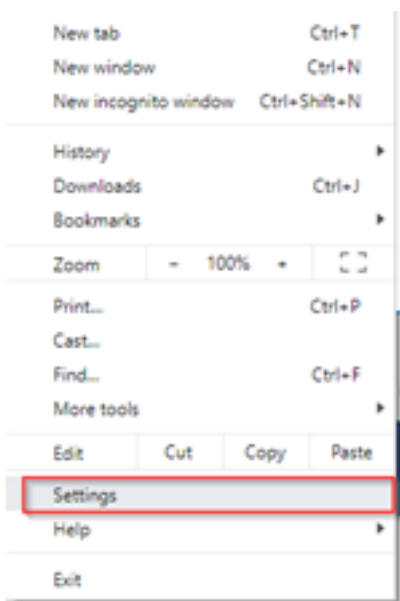 New tab Ctrl+T
New window Ctrl+N
New incognito window Ctrl+Shift+N
History
Downloads Ctrl+J
Bookmarks
Zoom - 100% +
Print... Ctrl+P
Cast...
Find... Ctrl+F
More tools
Edit Cut Copy Paste
Settings
Help
Exit